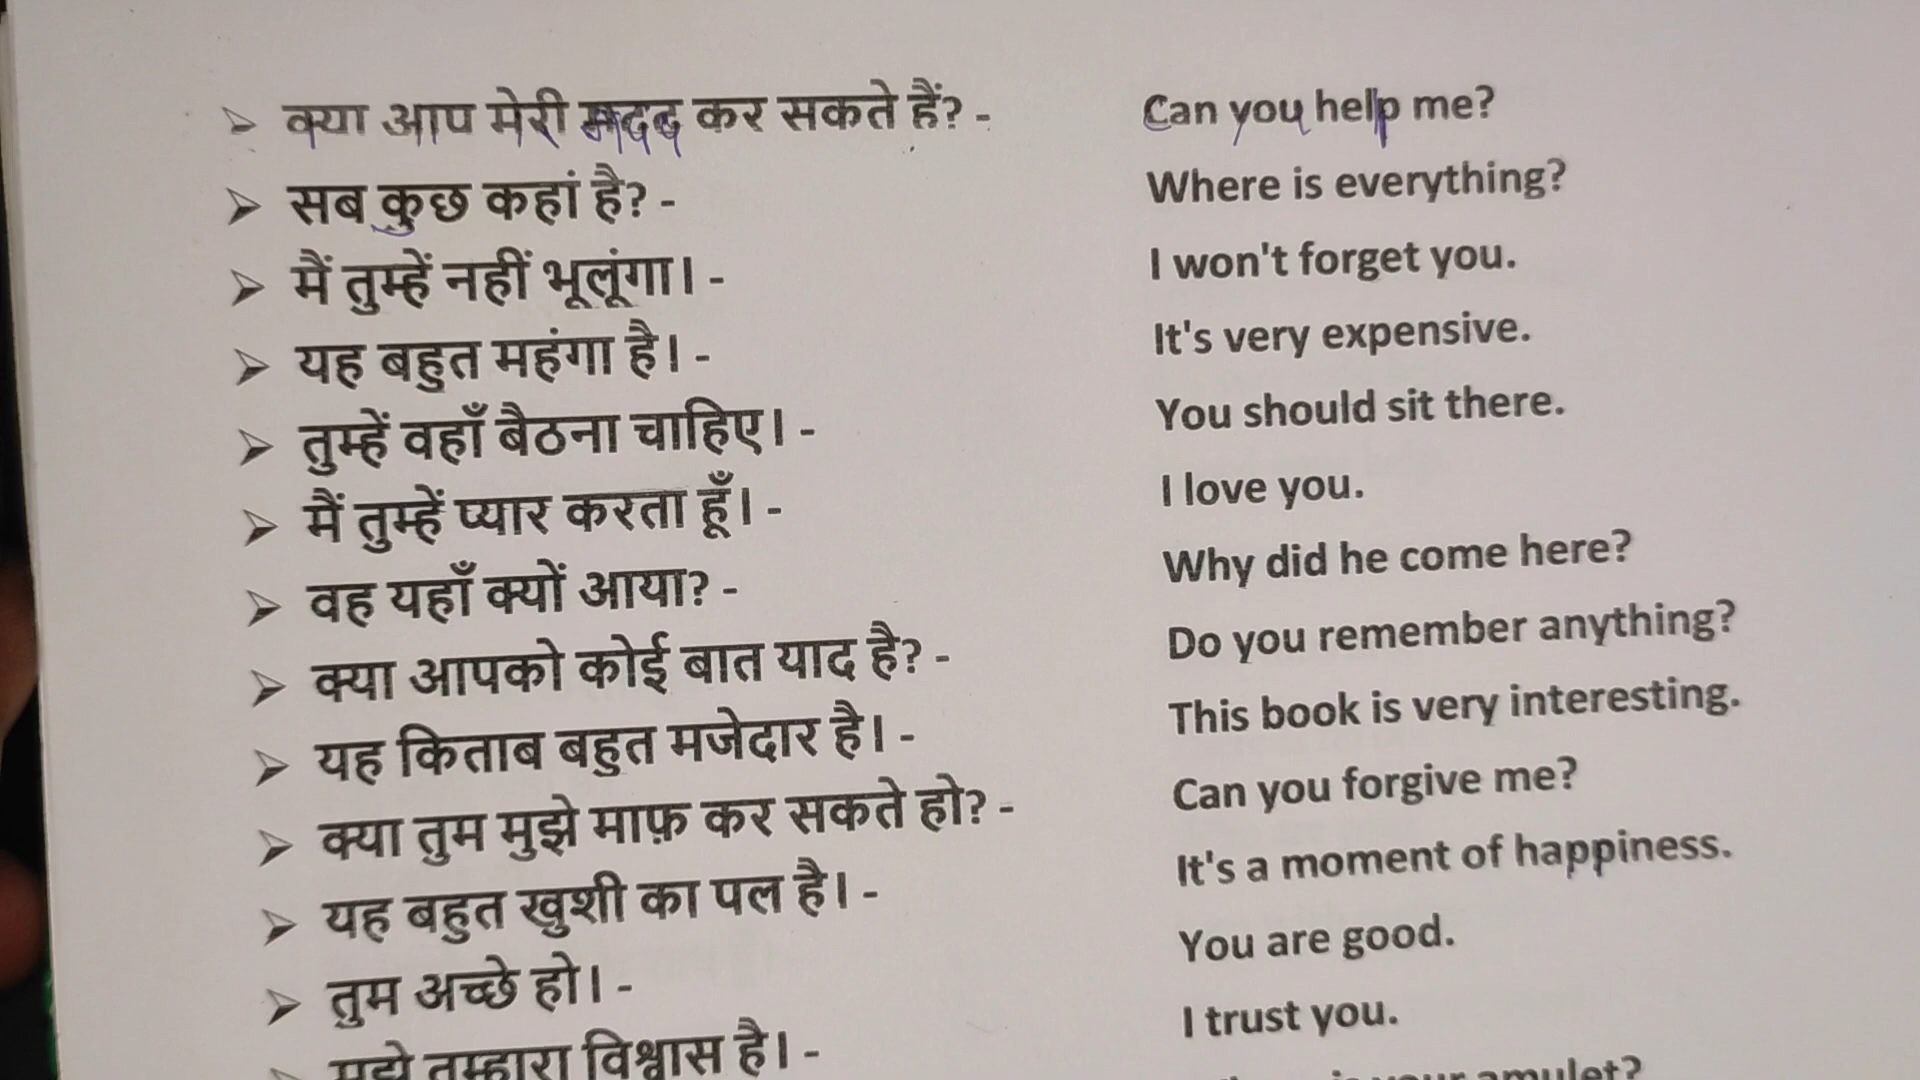 ➢ क्या आप मेरी मदद कर सकते हैं? - Can you help me?
➢ सब कुछ कहां है? - Where is everything?
➢ मैं तुम्हें नहीं भूलूंगा। - I won't forget you.
➢ यह बहुत महंगा है। - It's very expensive.
➢ तुम्हें वहाँ बैठना चाहिए। - You should sit there.
➢ मैं तुम्हें प्यार करता हूँ। - I love you.
➢ वह यहाँ क्यों आया? - Why did he come here?
➢ क्या आपको कोई बात याद है? - Do you remember anything?
➢ यह किताब बहुत मजेदार है। - This book is very interesting.
➢ क्या तुम मुझे माफ़ कर सकते हो? - Can you forgive me?
➢ यह बहुत खुशी का पल है। - It's a moment of happiness.
➢ तुम अच्छे हो। - You are good.
➢ मुझे तुम्हारा विश्वास है। - I trust you.
is your amulet?